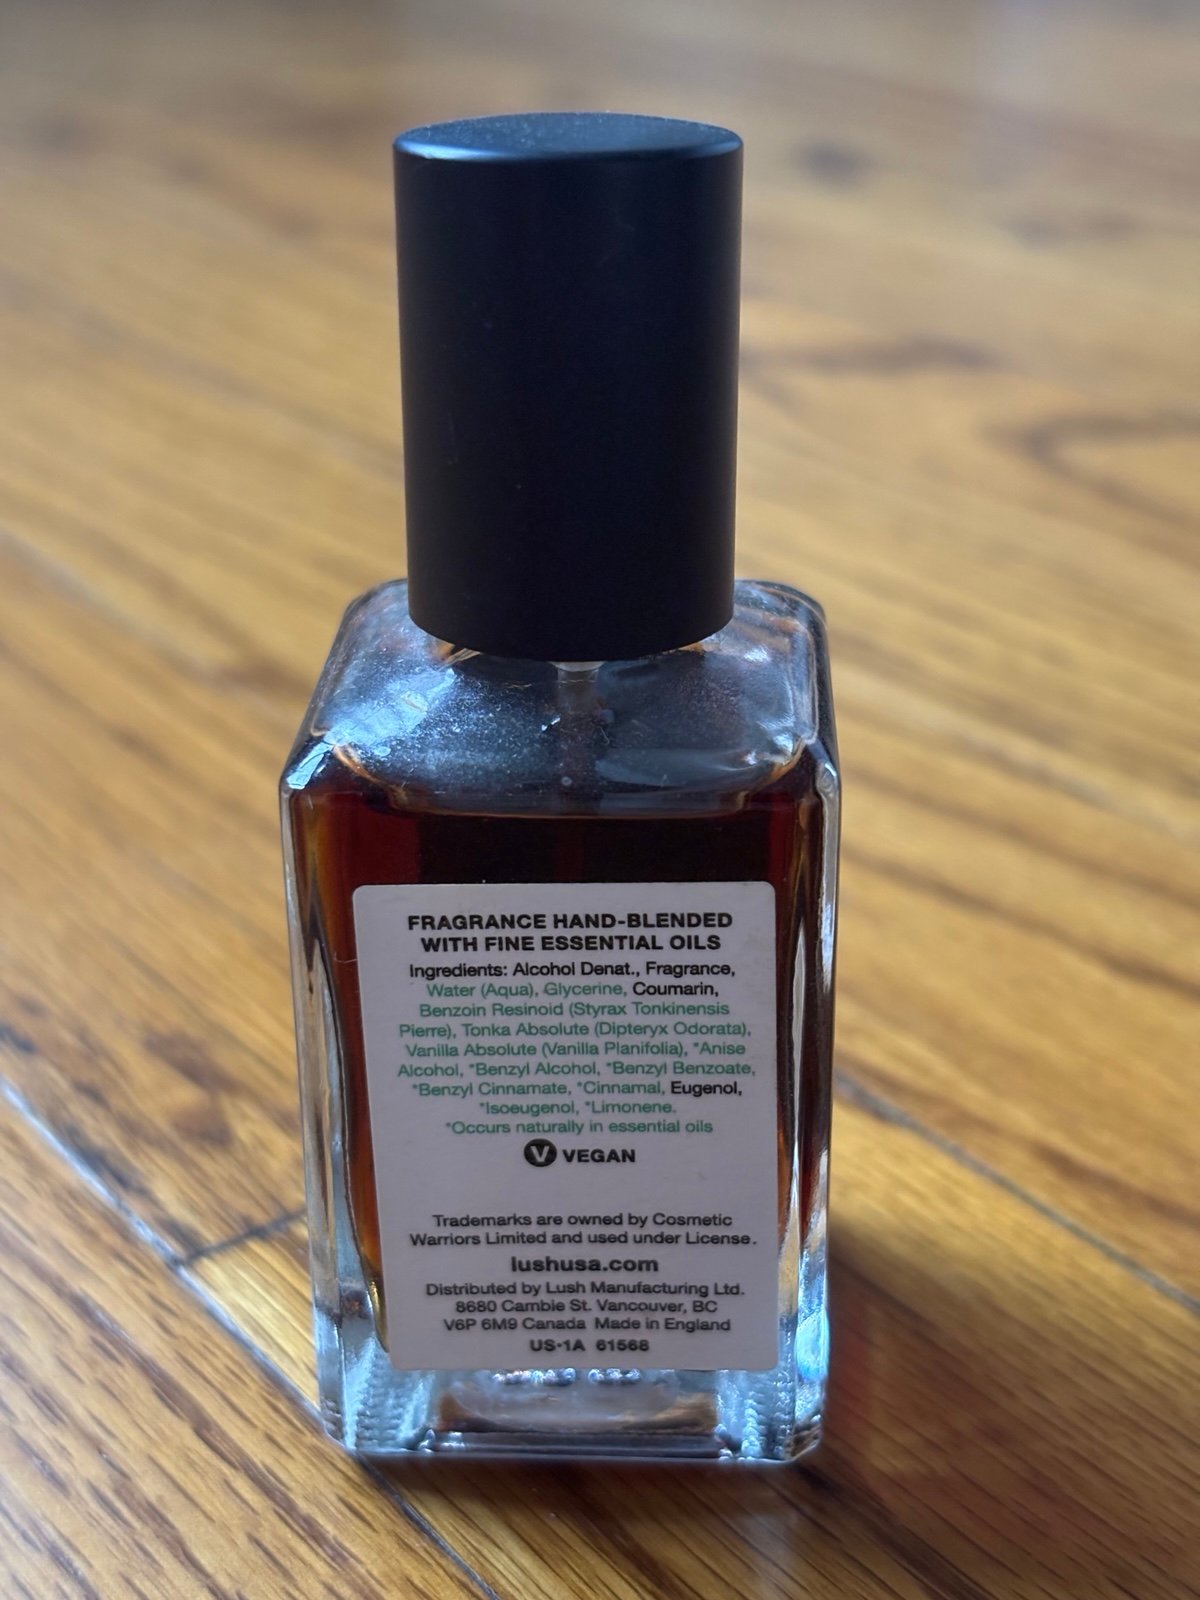 FRAGRANCE HAND-BLENDED
WITH FINE ESSENTIAL OILS
Ingredients: Alcohol Denat., Fragrance,
Water (Aqua), Glycerine, Coumarin,
Benzoin Resinoid (Styrax Tonkinensis
Pierre), Tonka Absolute (Dipteryx Odorata),
Vanilla Absolute (Vanilla Planifolia), *Anise
Alcohol, *Benzyl Alcohol, *Benzyl Benzoate,
*Benzyl Cinnamate, *Cinnamal, Eugenol,
*Isoeugenol, *Limonene.
*Occurs naturally in essential oils
V VEGAN
Trademarks are owned by Cosmetic
Warriors Limited and used under License.
lushusa.com
Distributed by Lush Manufacturing Ltd.
8680 Cambie St. Vancouver, BC
V6P 6M9 Canada Made in England
US-1A 61568